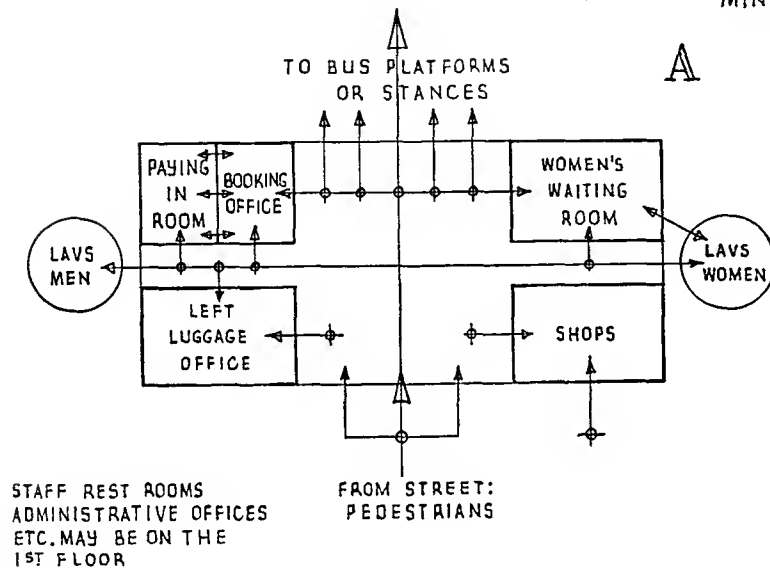 MIN
A
TO BUS PLATFORMS
OR STANCES
PAYING
IN
ROOM
BOOKING
OFFICE
WOMEN'S
WAITING
ROOM
LAVS
MEN
LAVS
WOMEN
LEFT
LUGGAGE
OFFICE
SHOPS
STAFF REST ROOMS
ADMINISTRATIVE OFFICES
ETC. MAY BE ON THE
1ST FLOOR
FROM STREET:
PEDESTRIANS